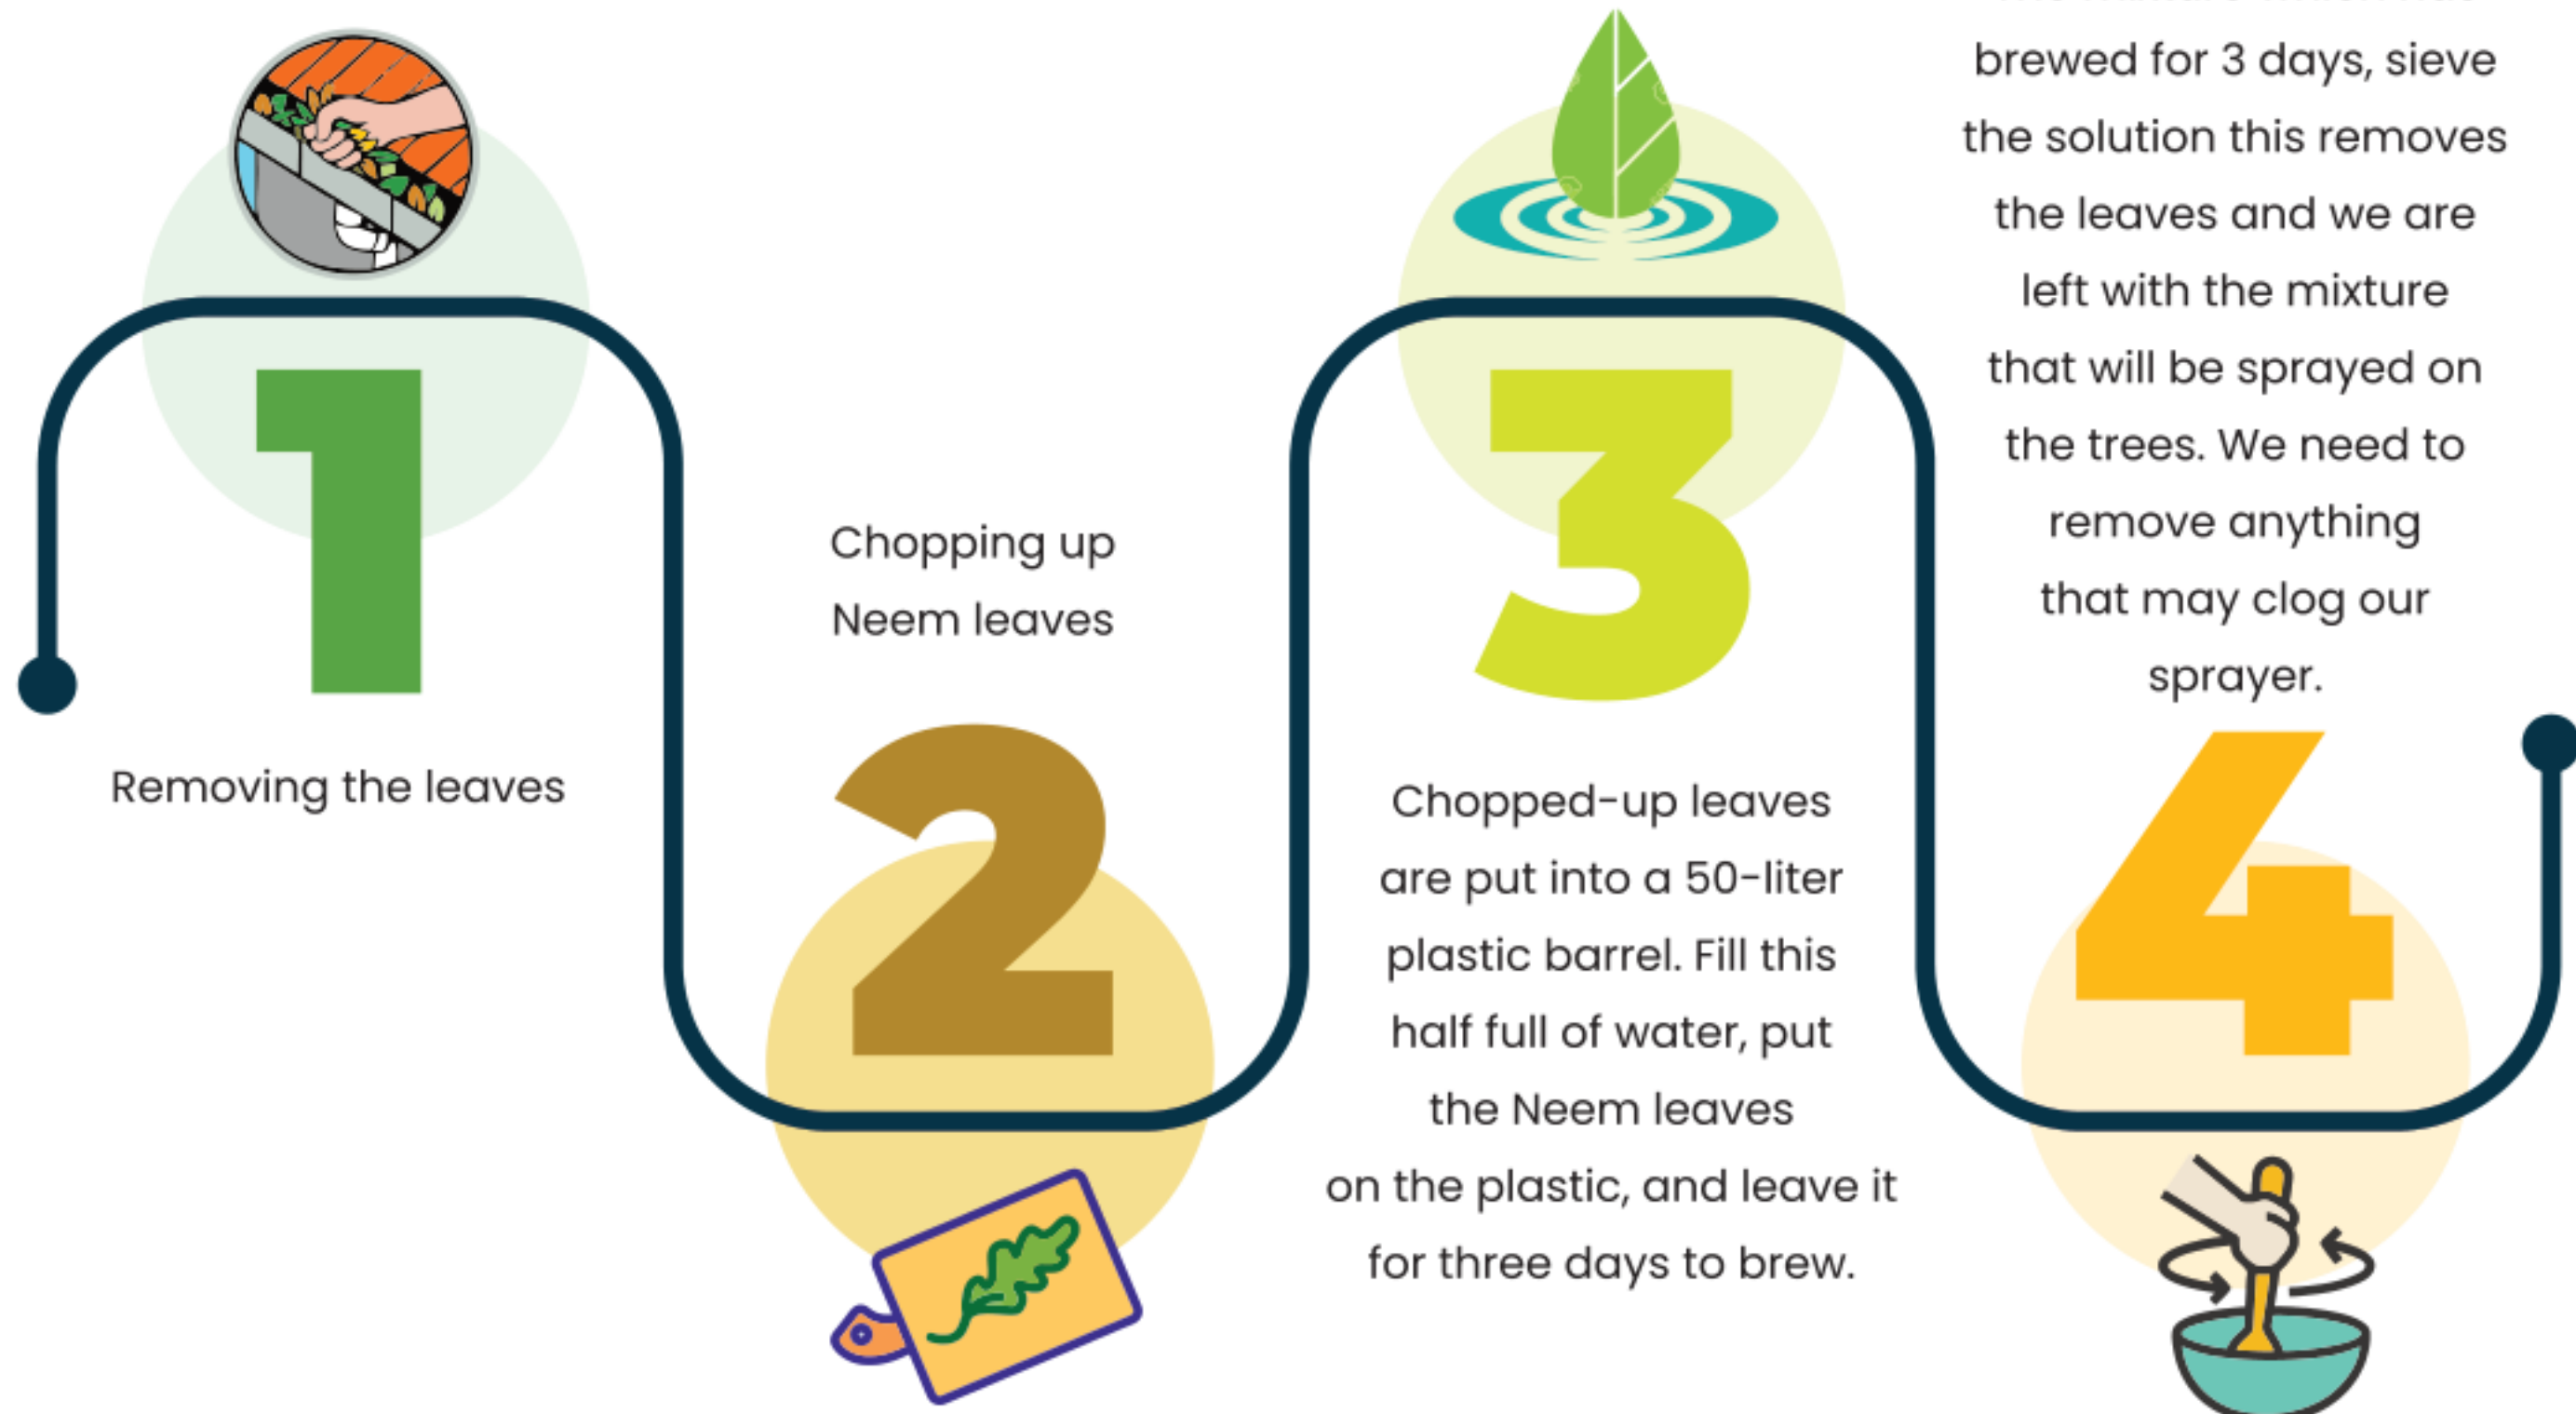 1
Removing the leaves
Chopping up
Neem leaves
2
3
Chopped-up leaves
are put into a 50-liter
plastic barrel. Fill this
half full of water, put
the Neem leaves
on the plastic, and leave it
for three days to brew.
brewed for 3 days, sieve
the solution this removes
the leaves and we are
left with the mixture
that will be sprayed on
the trees. We need to
remove anything
that may clog our
sprayer.
4